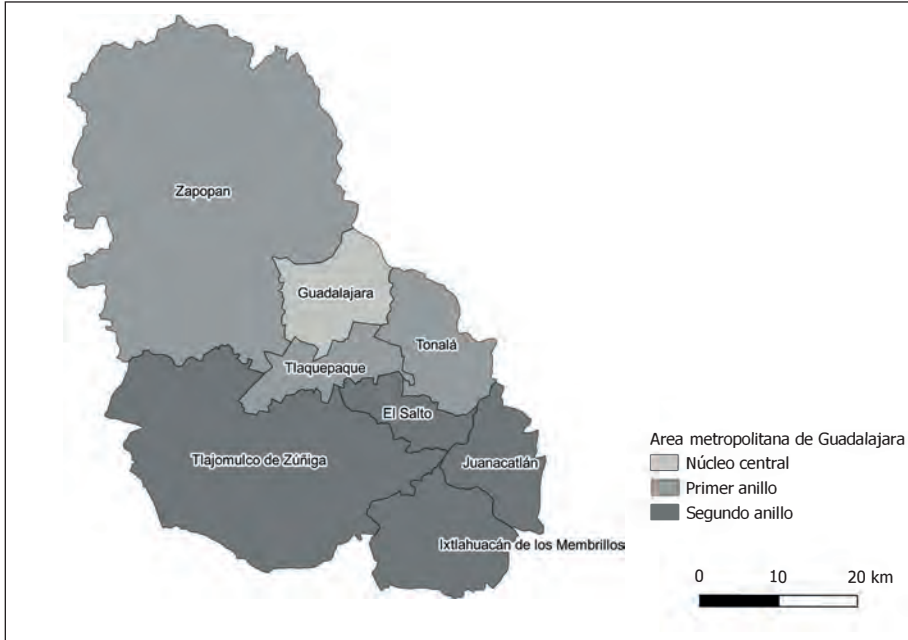 Zapopan
Guadalajara
Tonalá
Tlaquepaque
El Salto
Tlajomulco de Zúñiga
Juanacatlán
Ixtlahuacán de los Membrillos
Area metropolitana de Guadalajara
Núcleo central
Primer anillo
Segundo anillo
0 10 20 km